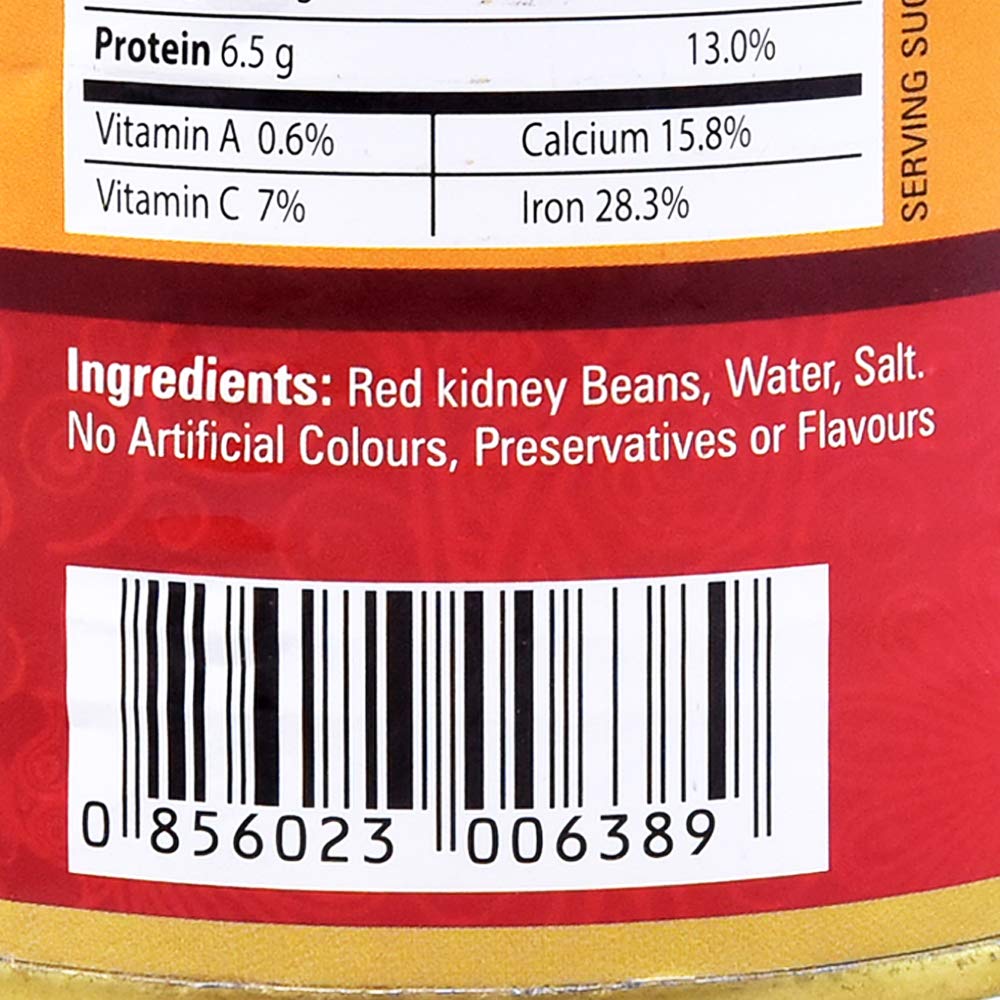 Protein 6.5 g 13.0%
Vitamin A 0.6% Calcium 15.8%
Vitamin C 7% Iron 28.3%
SERVING
Ingredients: Red kidney Beans, Water, Salt.
No Artificial Colours, Preservatives or Flavours
0 856023 006389